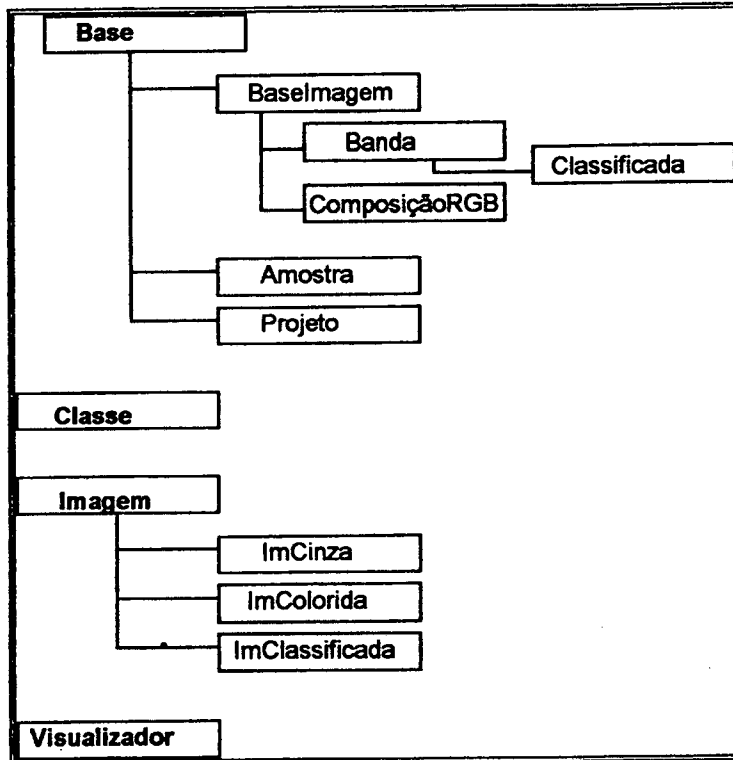 Base
BaseImagem
Banda
Classificada
ComposiçãoRGB
Amostra
Projeto
Classe
Imagem
ImCinza
ImColorida
ImClassificada
Visualizador